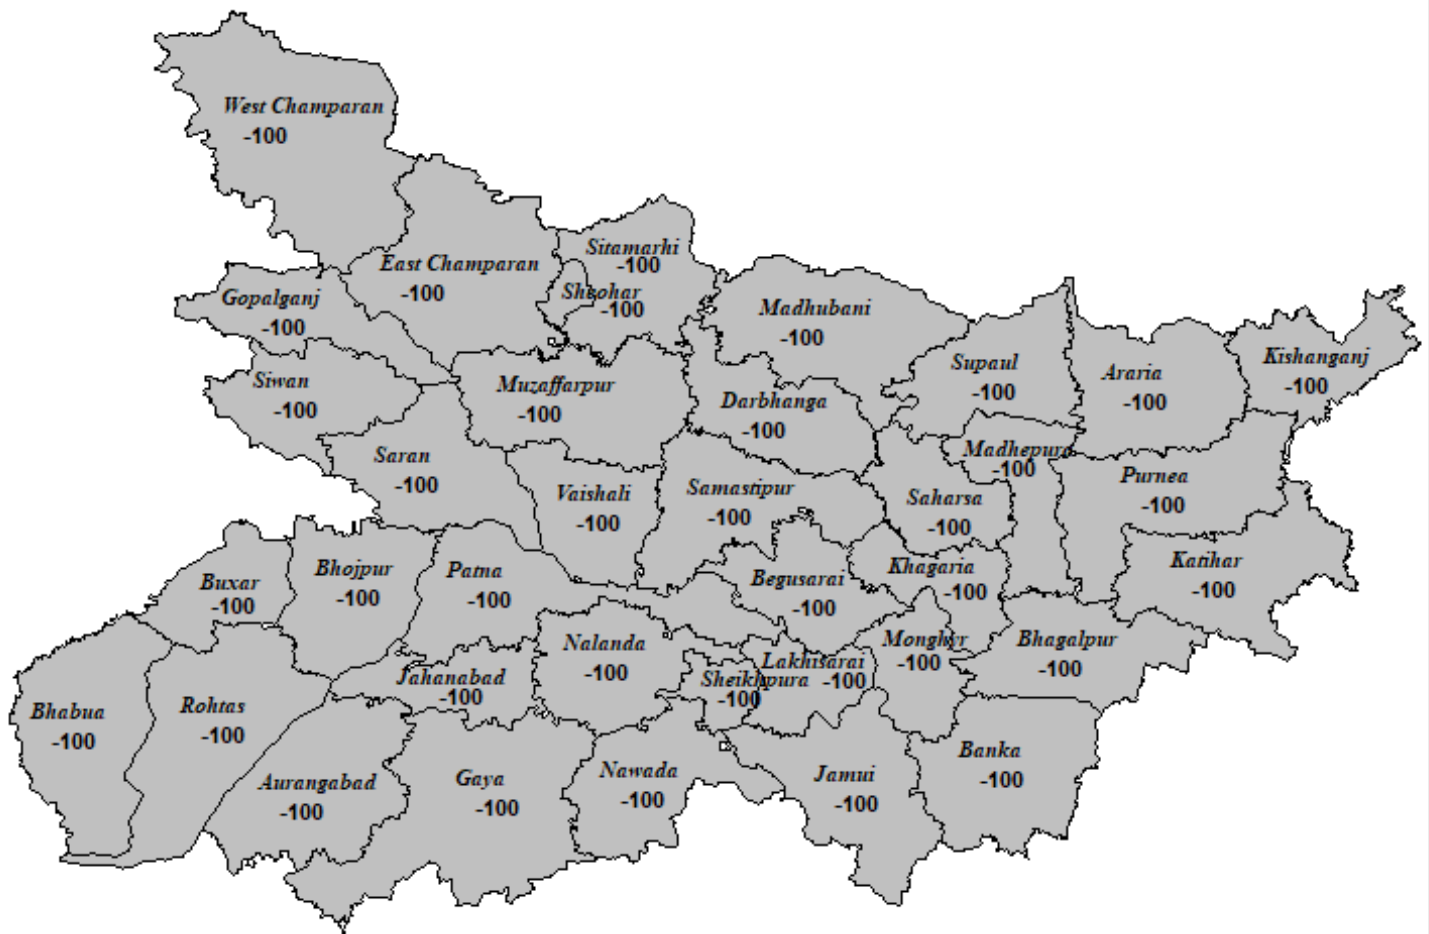 West Champaran
-100
Sitamarhi
-100
East Champaran
-100
Sheohar
-100
Gopalganj
-100
Madhubani
-100
Siwan
-100
Muzaffarpur
-100
Darbhanga
-100
Supaul
-100
Araria
-100
Kishanganj
-100
Saran
-100
Vaishali
-100
Samastipur
-100
Saharsa
-100
Madhepura
-100
Purnea
-100
Buxar
-100
Bhojpur
-100
Patna
-100
Begusarai
-100
Khagaria
-100
Katihar
-100
Jahanabad
-100
Nalanda
-100
Sheikhpura
-100
Lakhisarai
-100
Monghyr
-100
Bhagalpur
-100
Bhabua
-100
Rohtas
-100
Aurangabad
-100
Gaya
-100
Nawada
-100
Jamui
-100
Banka
-100